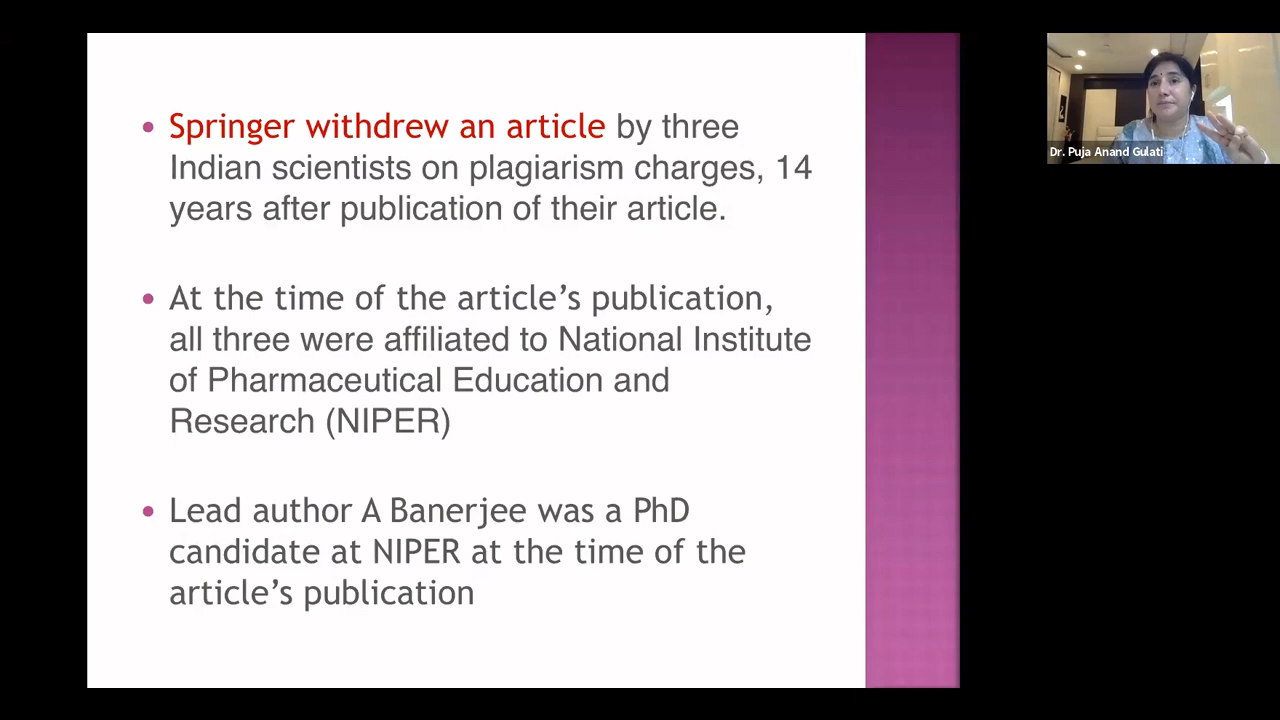 • Springer withdrew an article by three
Indian scientists on plagiarism charges, 14
years after publication of their article.
• At the time of the article’s publication,
all three were affiliated to National Institute
of Pharmaceutical Education and
Research (NIPER)
• Lead author A Banerjee was a PhD
candidate at NIPER at the time of the
article’s publication
Dr. Puja Anand Gulati